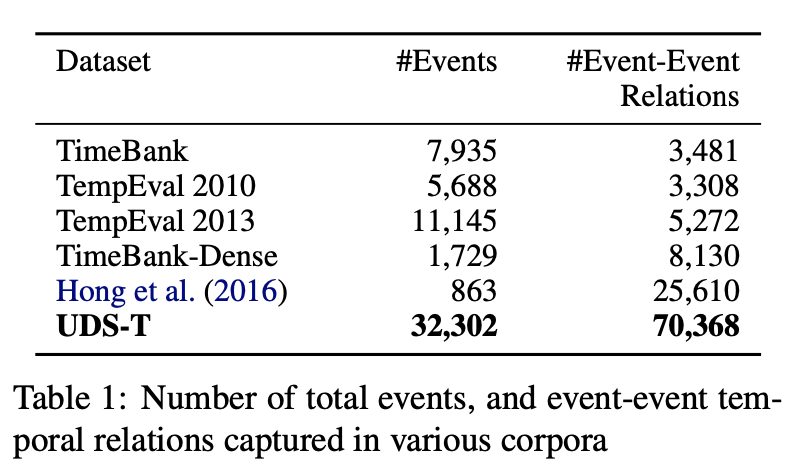 Dataset #Events #Event-Event
Relations
TimeBank 7,935 3,481
TempEval 2010 5,688 3,308
TempEval 2013 11,145 5,272
TimeBank-Dense 1,729 8,130
Hong et al. (2016) 863 25,610
UDS-T 32,302 70,368
Table 1: Number of total events, and event-event tem-
poral relations captured in various corpora